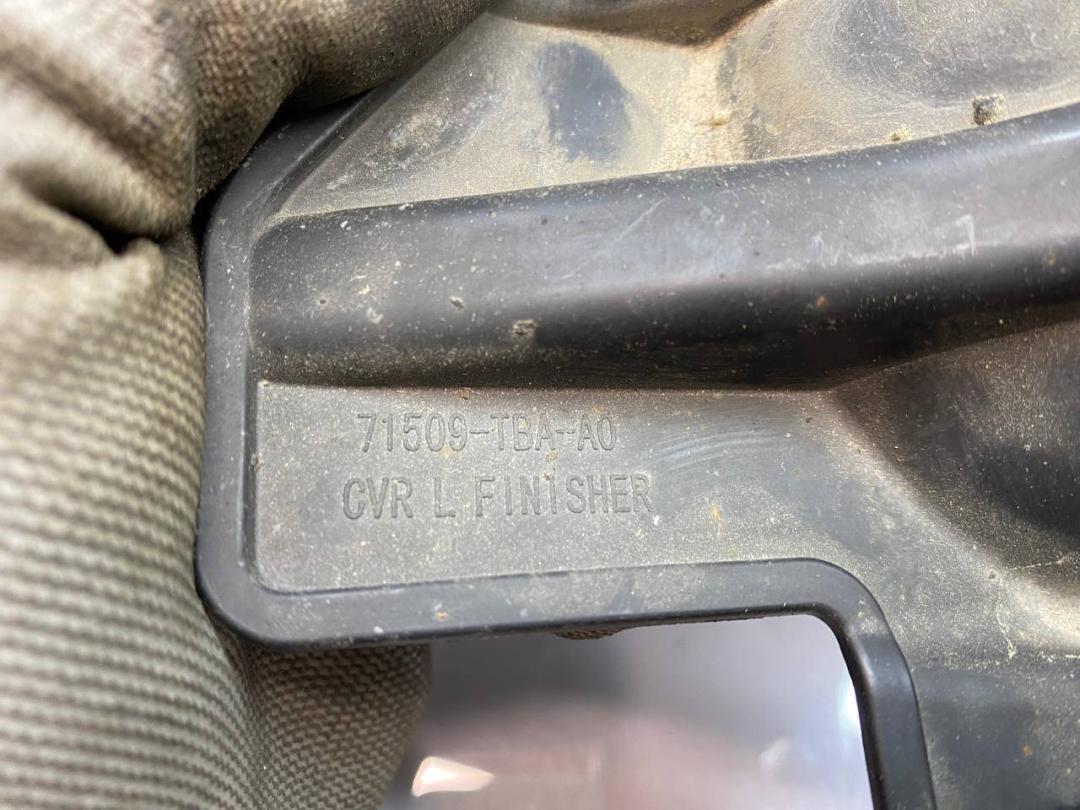 71509-TBA-A0
CVR L FINISHER